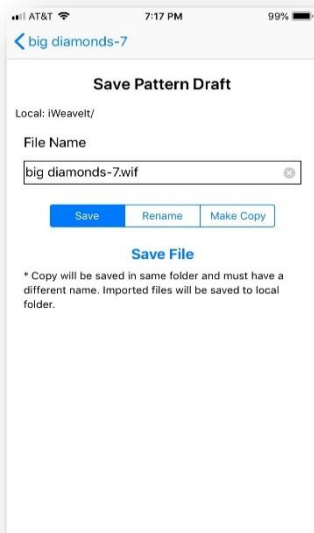 AT&T 7:17 PM 99%
big diamonds-7
Save Pattern Draft
Local: iWeaveIt/
File Name
big diamonds-7.wif
Save Rename Make Copy
Save File
* Copy will be saved in same folder and must have a
different name. Imported files will be saved to local
folder.